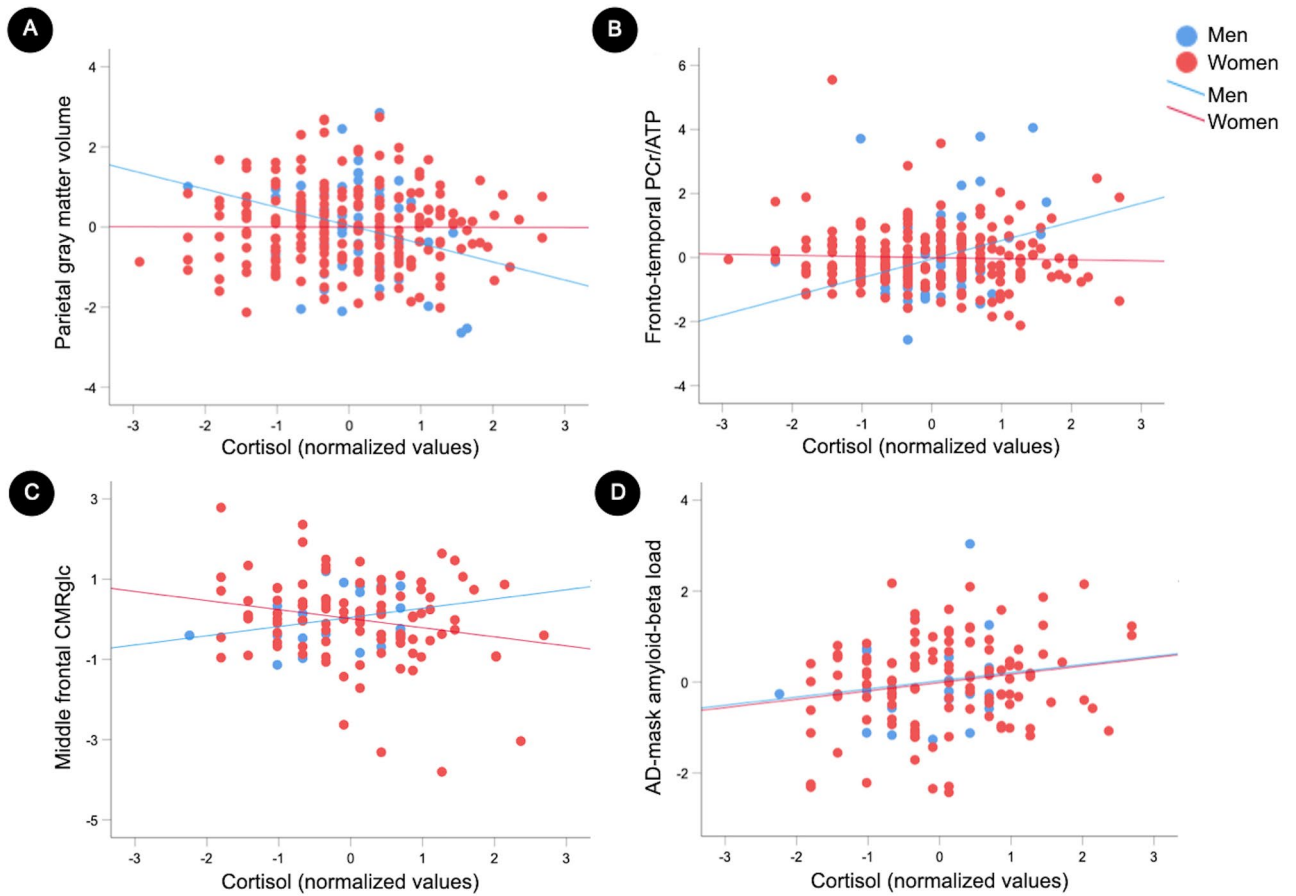 A
Parietal gray matter volume
4
2
0
-2
-4
-3 -2 -1 0 1 2 3
Cortisol (normalized values)
B
Fronto-temporal PCr/ATP
6
4
2
0
-2
-4
-3 -2 -1 0 1 2 3
Cortisol (normalized values)
Men
Women
Men
Women
C
Middle frontal CMRglc
3
1
-1
-3
-5
-3 -2 -1 0 1 2 3
Cortisol (normalized values)
D
AD-mask amyloid-beta load
4
2
0
-2
-3 -2 -1 0 1 2 3
Cortisol (normalized values)